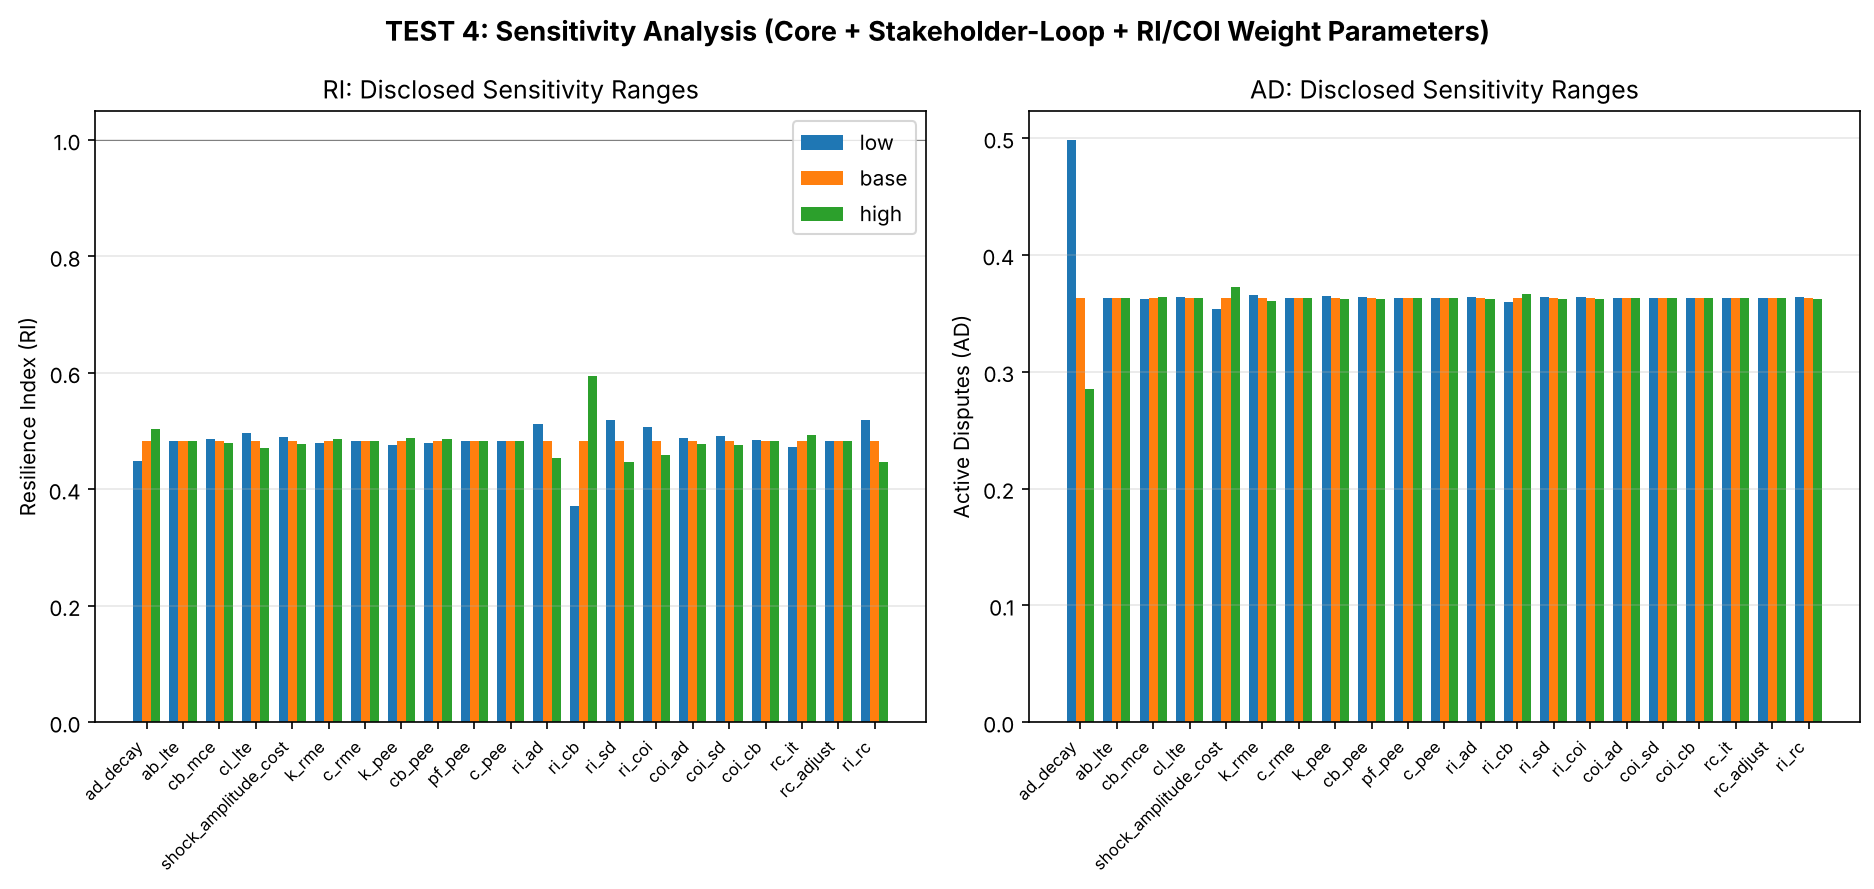 TEST 4: Sensitivity Analysis (Core + Stakeholder-Loop + RI/COI Weight Parameters)
RI: Disclosed Sensitivity Ranges
Resilience Index (RI)
1.0
0.8
0.6
0.4
0.2
0.0
low
base
high
ad_decay
ab_lte
cb_mce
cl_lte
shock_amplitude_cost
k_rme
c_rme
k_pee
cb_pee
pf_pee
c_pee
ri_ad
ri_cb
ri_sd
ri_coi
coi_ad
coi_sd
coi_cb
rc_it
rc_adjust
ri_rc
AD: Disclosed Sensitivity Ranges
Active Disputes (AD)
0.5
0.4
0.3
0.2
0.1
0.0
ad_decay
ab_lte
cb_mce
cl_lte
shock_amplitude_cost
k_rme
c_rme
k_pee
cb_pee
pf_pee
c_pee
ri_ad
ri_cb
ri_sd
ri_coi
coi_ad
coi_sd
coi_cb
rc_it
rc_adjust
ri_rc